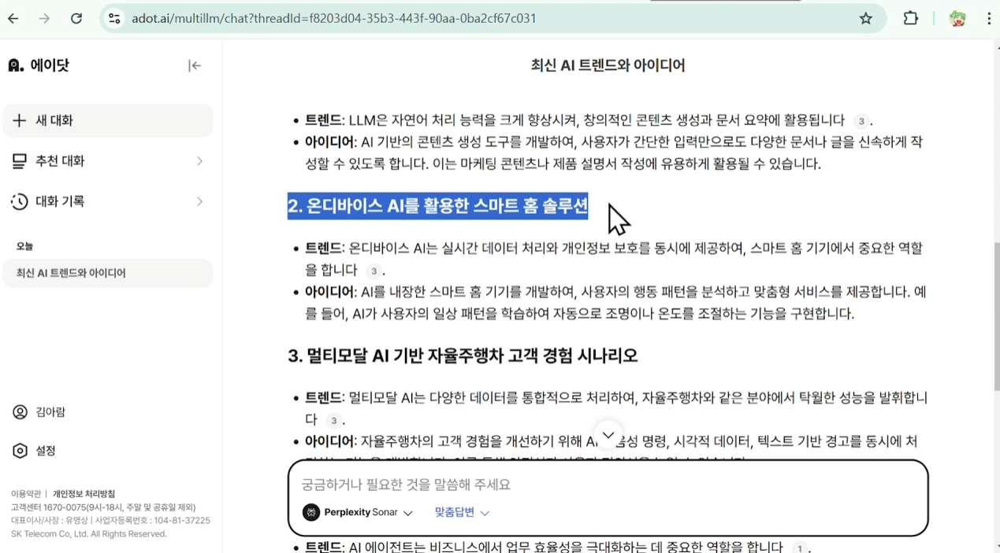 adot.ai/multillm/chat?threadId=f8203d04-35b3-443f-90aa-0ba2cf67c031
에이닷
새 대화
추천 대화
대화 기록
오늘
최신 AI 트렌드와 아이디어
김아람
설정
이용약관 | 개인정보 처리방침
고객센터 1670-0075(9시-18시, 주말 및 공휴일 제외)
대표이사/사장 : 유영상 | 사업자등록번호 : 104-81-37225
SK Telecom Co, Ltd. All Rights Reserved.
최신 AI 트렌드와 아이디어
• 트렌드: LLM은 자연어 처리 능력을 크게 향상시켜, 창의적인 콘텐츠 생성과 문서 요약에 활용됩니다 3 .
• 아이디어: AI 기반의 콘텐츠 생성 도구를 개발하여, 사용자가 간단한 입력만으로도 다양한 문서나 글을 신속하게 작
성할 수 있도록 합니다. 이는 마케팅 콘텐츠나 제품 설명서 작성에 유용하게 활용될 수 있습니다.
2. 온디바이스 AI를 활용한 스마트 홈 솔루션
• 트렌드: 온디바이스 AI는 실시간 데이터 처리와 개인정보 보호를 동시에 제공하여, 스마트 홈 기기에서 중요한 역할
을 합니다 3 .
• 아이디어: AI를 내장한 스마트 홈 기기를 개발하여, 사용자의 행동 패턴을 분석하고 맞춤형 서비스를 제공합니다. 예
를 들어, AI가 사용자의 일상 패턴을 학습하여 자동으로 조명이나 온도를 조절하는 기능을 구현합니다.
3. 멀티모달 AI 기반 자율주행차 고객 경험 시나리오
• 트렌드: 멀티모달 AI는 다양한 데이터를 통합적으로 처리하여, 자율주행차와 같은 분야에서 탁월한 성능을 발휘합니
다 3 .
• 아이디어: 자율주행차의 고객 경험을 개선하기 위해 명령, 시각적 데이터, 텍스트 기반 경고를 동시에 처
궁금하거나 필요한 것을 말씀해 주세요
Perplexity Sonar 맞춤답변
• 트렌드: AI 에이전트는 비즈니스에서 업무 효율성을 극대화하는 데 중요한 역할을 합니다 1 .